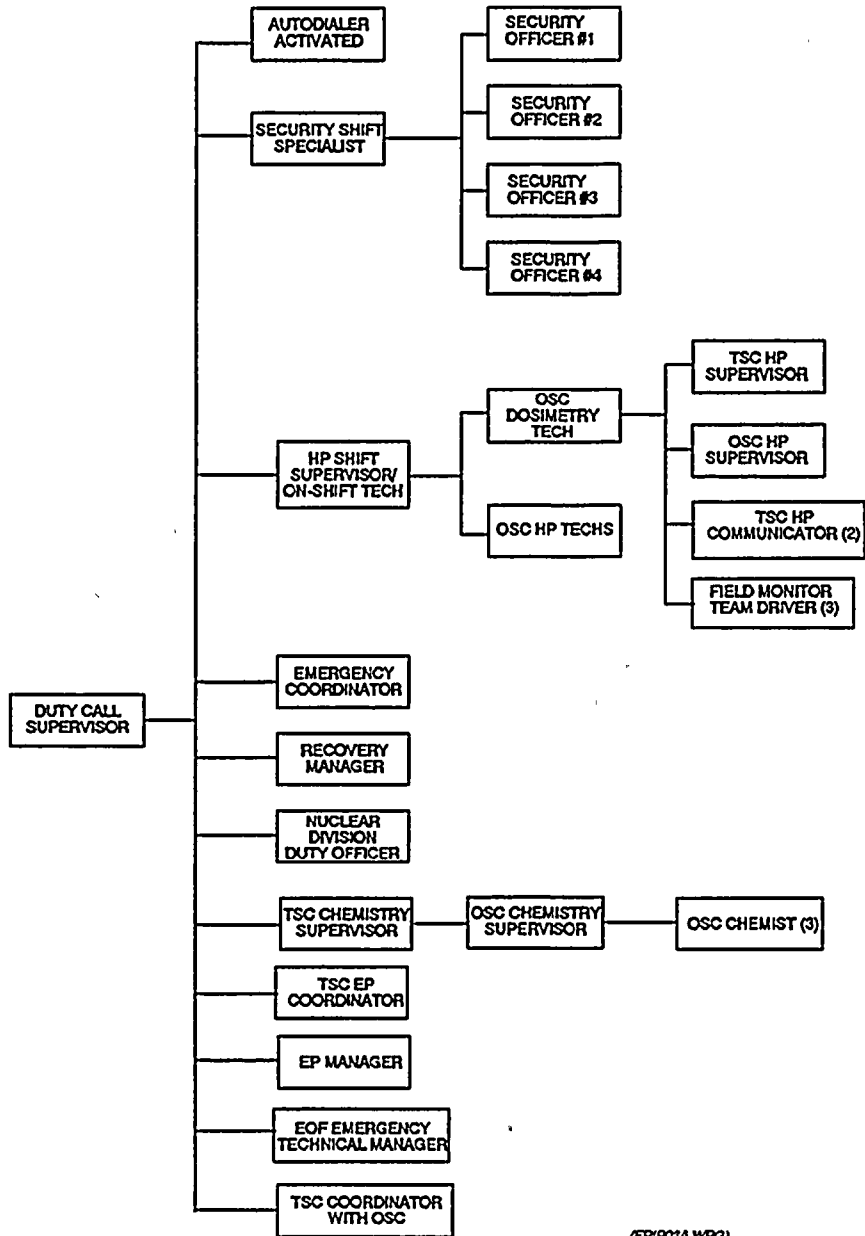 AUTODIALER
ACTIVATED
SECURITY SHIFT
SPECIALIST
SECURITY
OFFICER #1
SECURITY
OFFICER #2
SECURITY
OFFICER #3
SECURITY
OFFICER #4
HP SHIFT
SUPERVISOR/
ON-SHIFT TECH
OSC
DOSIMETRY
TECH
OSC HP TECHS
TSC HP
SUPERVISOR
OSC HP
SUPERVISOR
TSC HP
COMMUNICATOR (2)
FIELD MONITOR
TEAM DRIVER (3)
DUTY CALL
SUPERVISOR
EMERGENCY
COORDINATOR
RECOVERY
MANAGER
NUCLEAR
DIVISION
DUTY OFFICER
TSC CHEMISTRY
SUPERVISOR
OSC CHEMISTRY
SUPERVISOR
OSC CHEMIST (3)
TSC EP
COORDINATOR
EP MANAGER
EOF EMERGENCY
TECHNICAL MANAGER
TSC COORDINATOR
WITH OSC